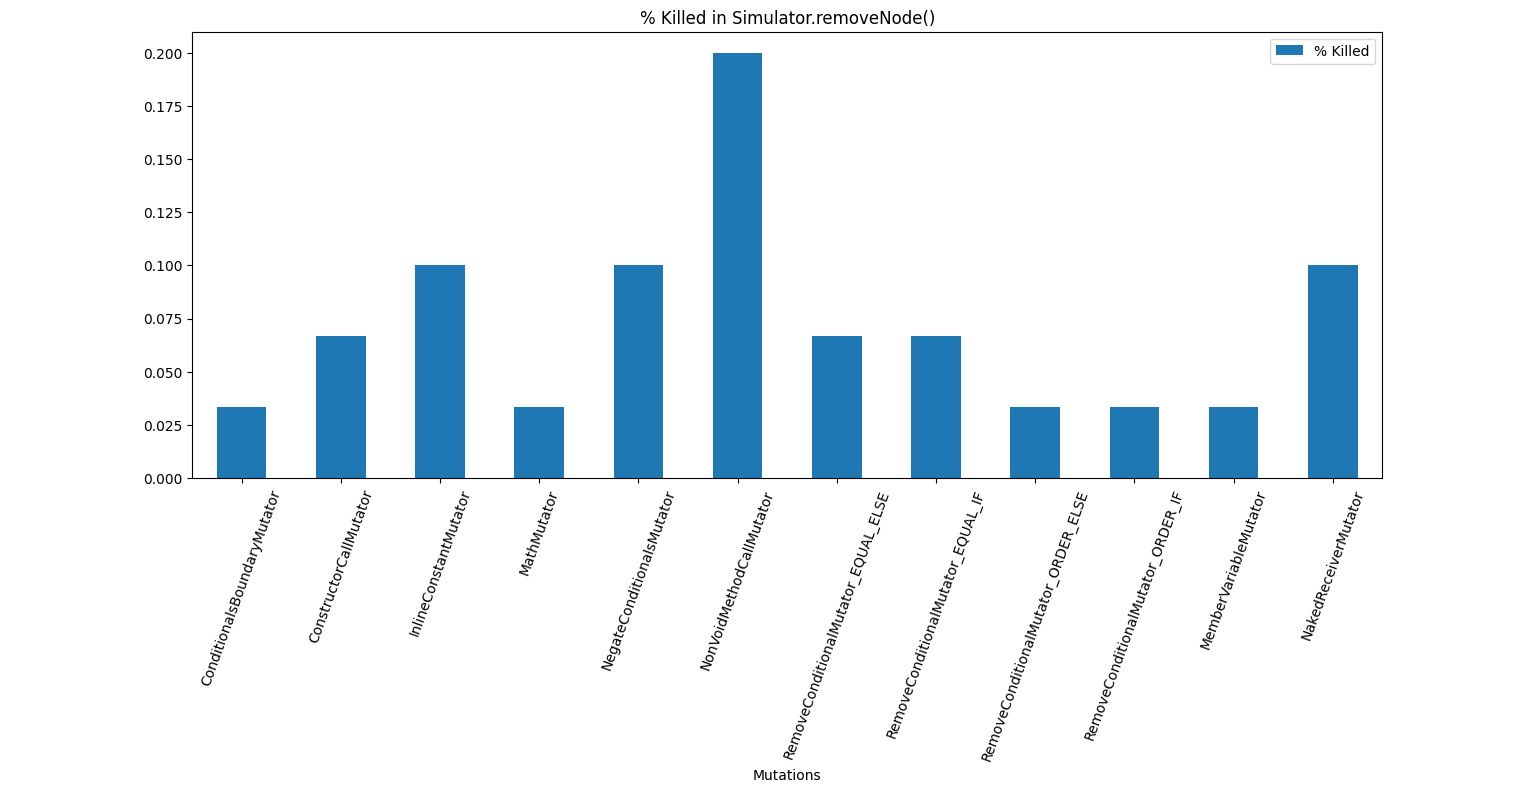 % Killed in Simulator.removeNode()
% Killed
0.200
0.175
0.150
0.125
0.100
0.075
0.050
0.025
0.000
ConditionalsBoundaryMutator
ConstructorCallMutator
InlineConstantMutator
MathMutator
NegateConditionalsMutator
NonVoidMethodCallMutator
RemoveConditionalMutator_EQUAL_ELSE
RemoveConditionalMutator_EQUAL_IF
RemoveConditionalMutator_ORDER_ELSE
RemoveConditionalMutator_ORDER_IF
MemberVariableMutator
NakedReceiverMutator
Mutations